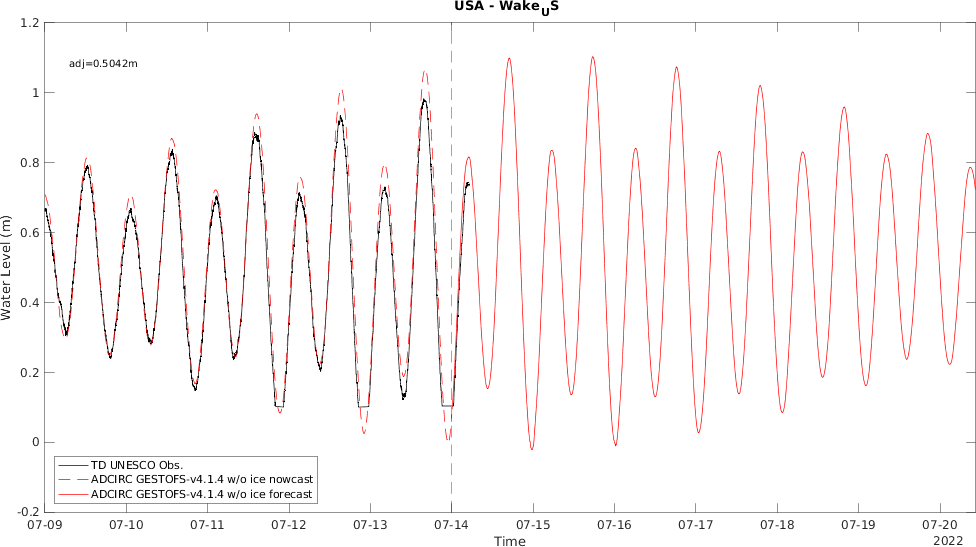 USA - WakeUS
1.2
1
0.8
0.6
0.4
0.2
0
-0.2
Water Level (m)
adj=0.5042m
TD UNESCO Obs.
ADCIRC GESTOFS-v4.1.4 w/o ice nowcast
ADCIRC GESTOFS-v4.1.4 w/o ice forecast
07-09 07-10 07-11 07-12 07-13 07-14 07-15 07-16 07-17 07-18 07-19 07-20
Time
2022